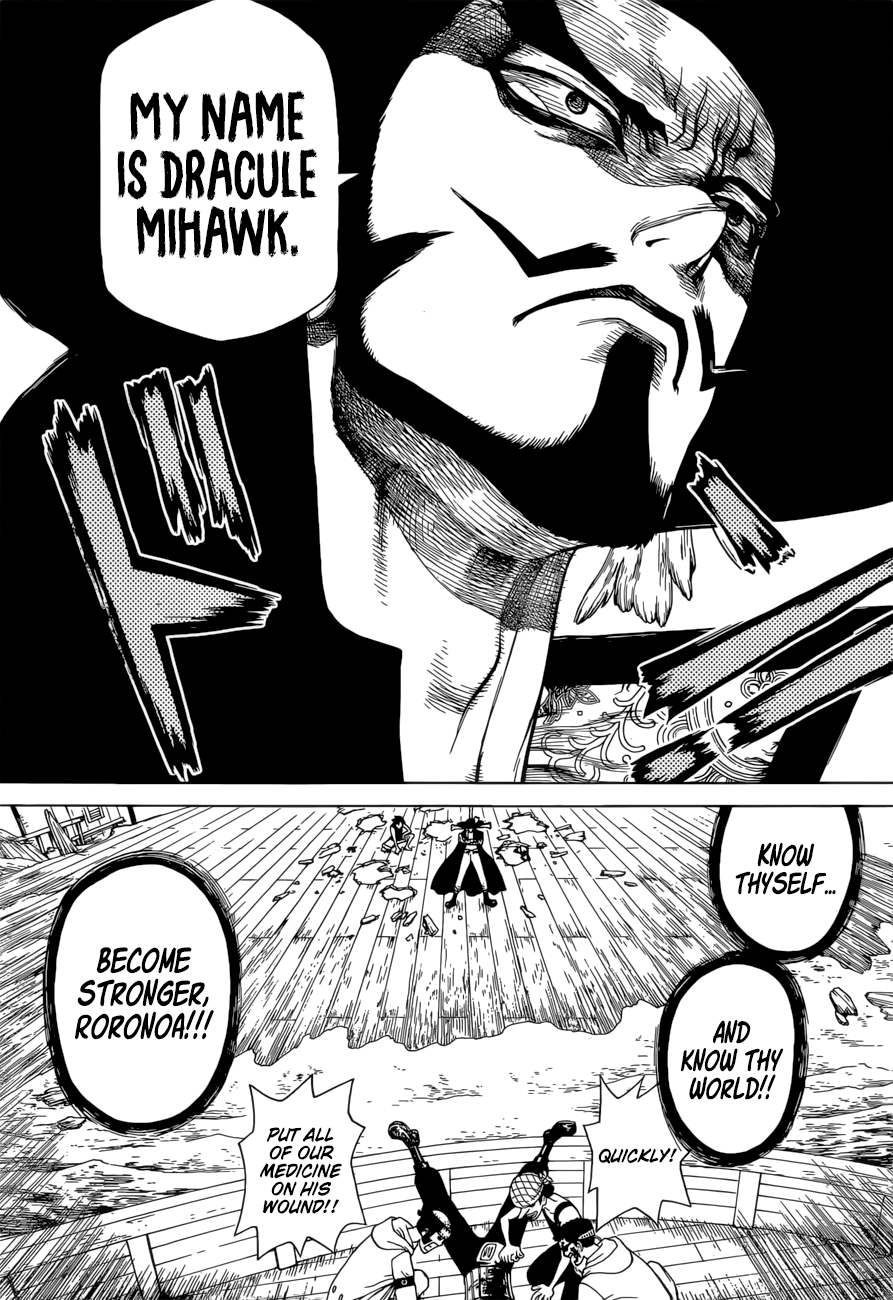 MY NAME
IS DRACULE
MIHAWK.
ド
KNOW
THYSELF...
AND
KNOW THY
WORLD!!
BECOME
STRONGER,
RORONOA!!!
PUT ALL
OF OUR
MEDICINE
ON HIS
WOUND!!
QUICKLY!